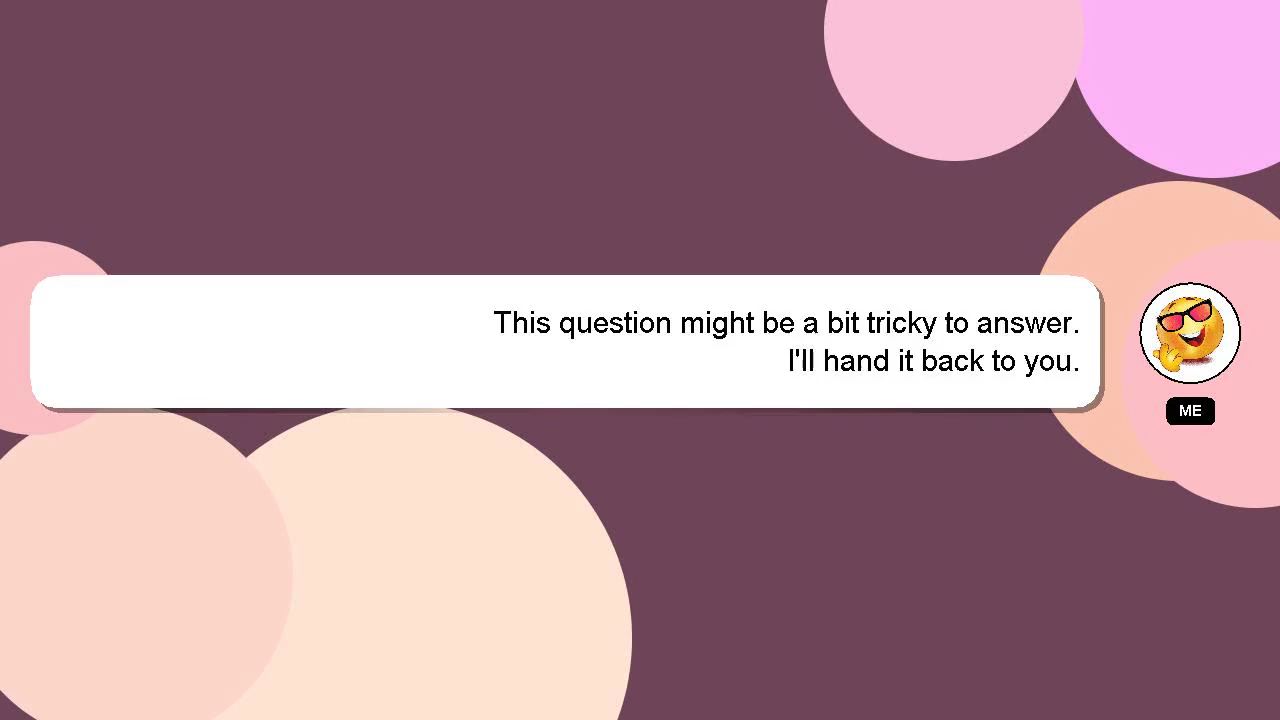 This question might be a bit tricky to answer.
I'll hand it back to you.
ME